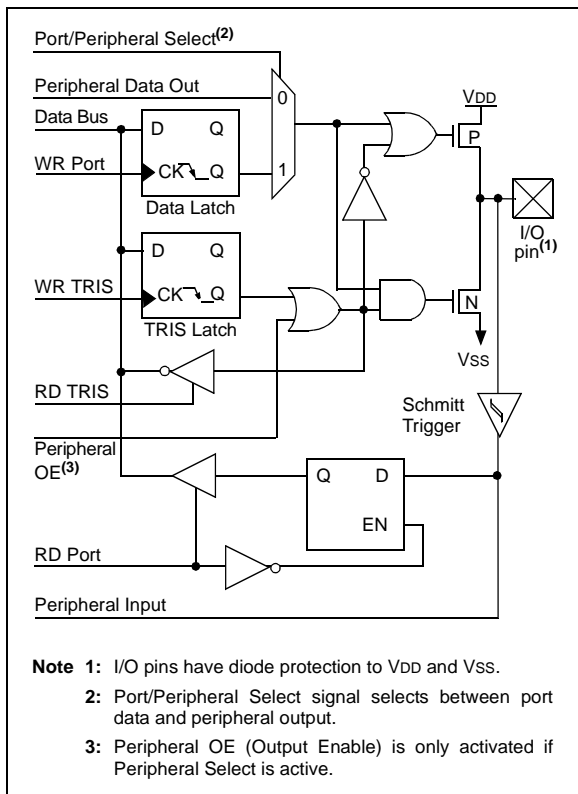 Port/Peripheral Select(2)
Peripheral Data Out
0
VDD
Data Bus
D Q
P
WR Port
CK Q
1
Data Latch
I/O
pin(1)
D Q
N
WR TRIS
CK Q
TRIS Latch
VSS
RD TRIS
Schmitt
Trigger
Peripheral
OE(3)
Q D
EN
RD Port
Peripheral Input
Note 1: I/O pins have diode protection to VDD and VSS.
2: Port/Peripheral Select signal selects between port
data and peripheral output.
3: Peripheral OE (Output Enable) is only activated if
Peripheral Select is active.